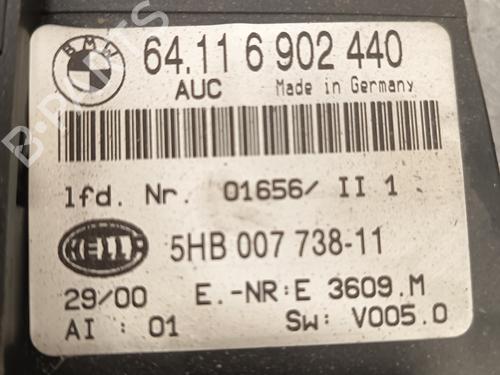 BMW
64.11 6 902 440
AUC Made in Germany
lfd. Nr. 01656/ II 1
HELLA 5HB 007 738-11
29/00 E.-NR:E 3609.M
AI : 01 Sw: V005.0
B-PARTS